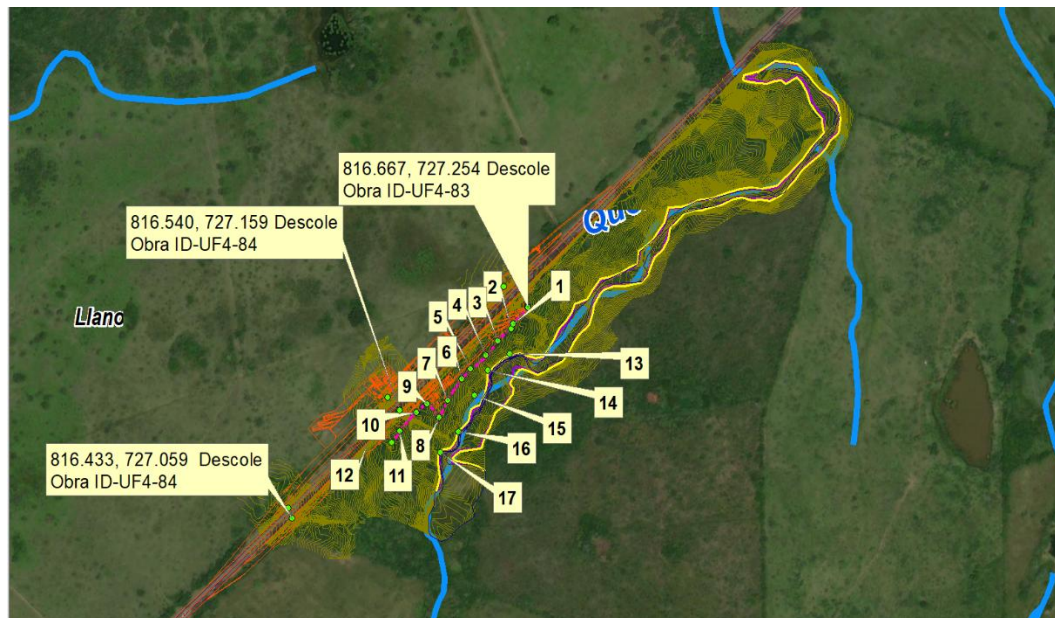 816.667, 727.254 Descole
Obra ID-UF4-83
816.540, 727.159 Descole
Obra ID-UF4-84
Llano
1
2
3
4
5
6
7
9
10
8
12
11
13
14
15
16
17
816.433, 727.059 Descole
Obra ID-UF4-84